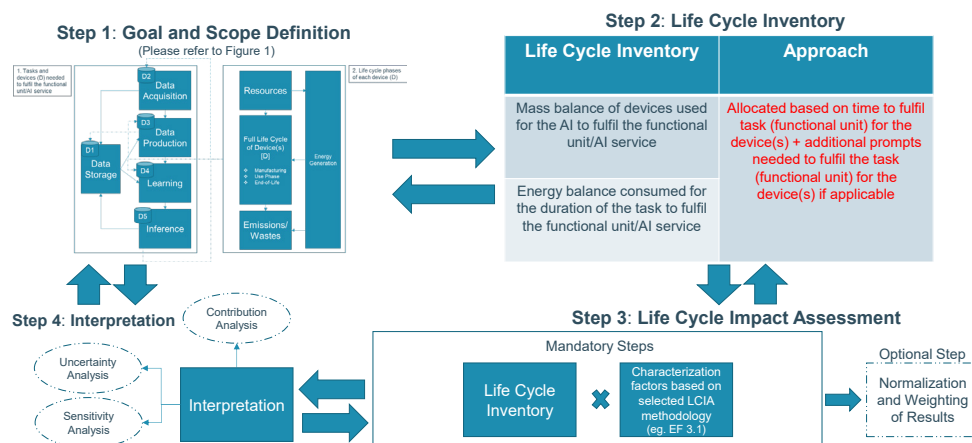 Step 1: Goal and Scope Definition
(Please refer to Figure 1)
1. Tasks and
devices (D) needed
to fulfil the functional
unit/AI service
D2
Data
Acquisition
D3
Data
Production
D1
Data
Storage
D4
Learning
D5
Inference
2. Life cycle phases
of each device (D)
Resources
Full Life Cycle
of Device(s)
[D]
❖ Manufacturing
❖ Use Phase
❖ End-of-Life
Energy
Generation
Emissions/
Wastes
Step 2: Life Cycle Inventory
Life Cycle Inventory
Approach
Mass balance of devices used
for the AI to fulfil the functional
unit/AI service
Energy balance consumed for
the duration of the task to fulfil
the functional unit/AI service
Allocated based on time to fulfil
task (functional unit) for the
device(s) + additional prompts
needed to fulfil the task
(functional unit) for the
device(s) if applicable
Step 4: Interpretation
Contribution
Analysis
Uncertainty
Analysis
Sensitivity
Analysis
Interpretation
Step 3: Life Cycle Impact Assessment
Mandatory Steps
Life Cycle
Inventory
Characterization
factors based on
selected LCIA
methodology
(eg. EF 3.1)
Optional Step
Normalization
and Weighting
of Results